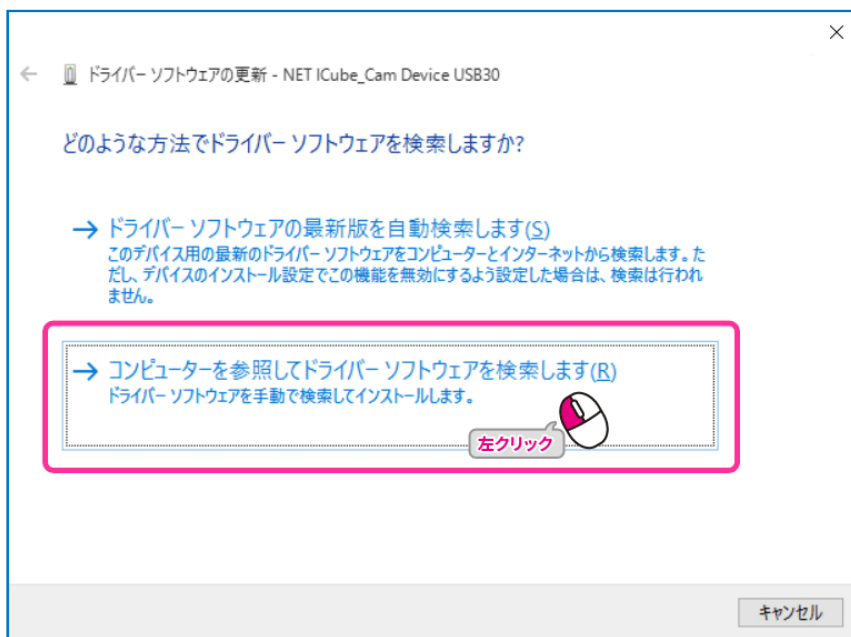 ドライバー ソフトウェアの更新 - NET ICube_Cam Device USB30
どのような方法でドライバー ソフトウェアを検索しますか?
→ ドライバー ソフトウェアの最新版を自動検索します(S)
このデバイス用の最新のドライバー ソフトウェアをコンピューターとインターネットから検索します。た
だし、デバイスのインストール設定でこの機能を無効にするよう設定した場合は、検索は行われ
ません。
→ コンピューターを参照してドライバー ソフトウェアを検索します(R)
ドライバー ソフトウェアを手動で検索してインストールします。
左クリック
キャンセル